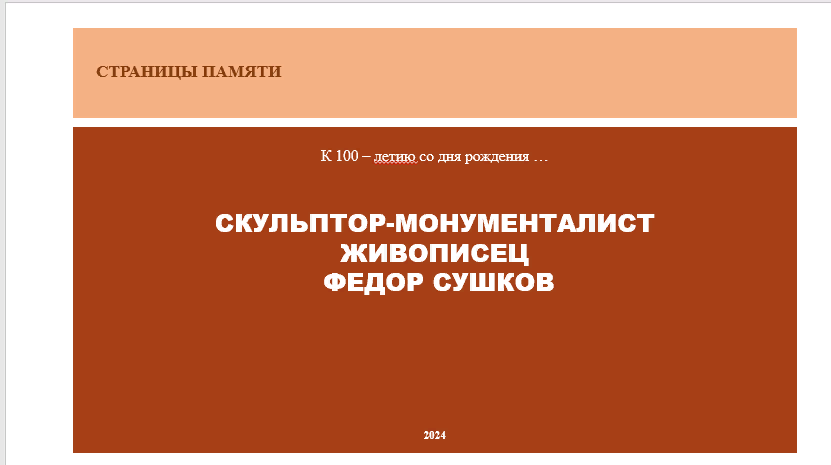 СТРАНИЦЫ ПАМЯТИ
К 100 – летию со дня рождения …
СКУЛЬПТОР-МОНУМЕНТАЛИСТ
ЖИВОПИСЕЦ
ФЕДОР СУШКОВ
2024